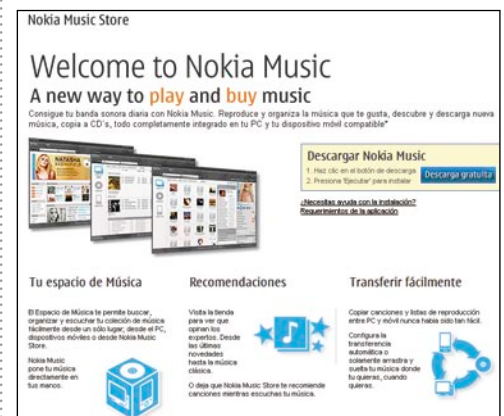 Nokia Music Store
Welcome to Nokia Music
A new way to play and buy music
Consigue tu banda sonora diaria con Nokia Music. Reproduce y organiza la música que te gusta, descubre y descarga nueva
música, copia a CD´s, todo completamente integrado en tu PC y tu dispositivo móvil compatible*
Descargar Nokia Music
1. Haz clic en el botón de descarga
2. Presiona 'Ejecutar' para instalar
Descarga gratuita
¿Necesitas ayuda con la instalación?
Requerimientos de la aplicación
NATASHA
Tu espacio de Música
El Espacio de Música te permite buscar,
organizar y escuchar tu coleción de música
fácilmente desde un sólo lugar; desde el PC,
dispositivos móviles o desde Nokia Music
Store.
Nokia Music
pone tu música
directamente en
tus manos.
Recomendaciones
Visita la tienda
para ver que
opinan los
expertos. Desde
las últimas
novedades
hasta la música
clásica.
O deja que Nokia Music Store te recomiende
canciones mientras escuchas tu música.
Transferir fácilmente
Copiar canciones y listas de reproducción
entre PC y móvil nunca había sido tan fácil.
Configura la
transferencia
automática o
solamente arrastra y
suelta tu música donde
tu quieras, cuando
quieras.